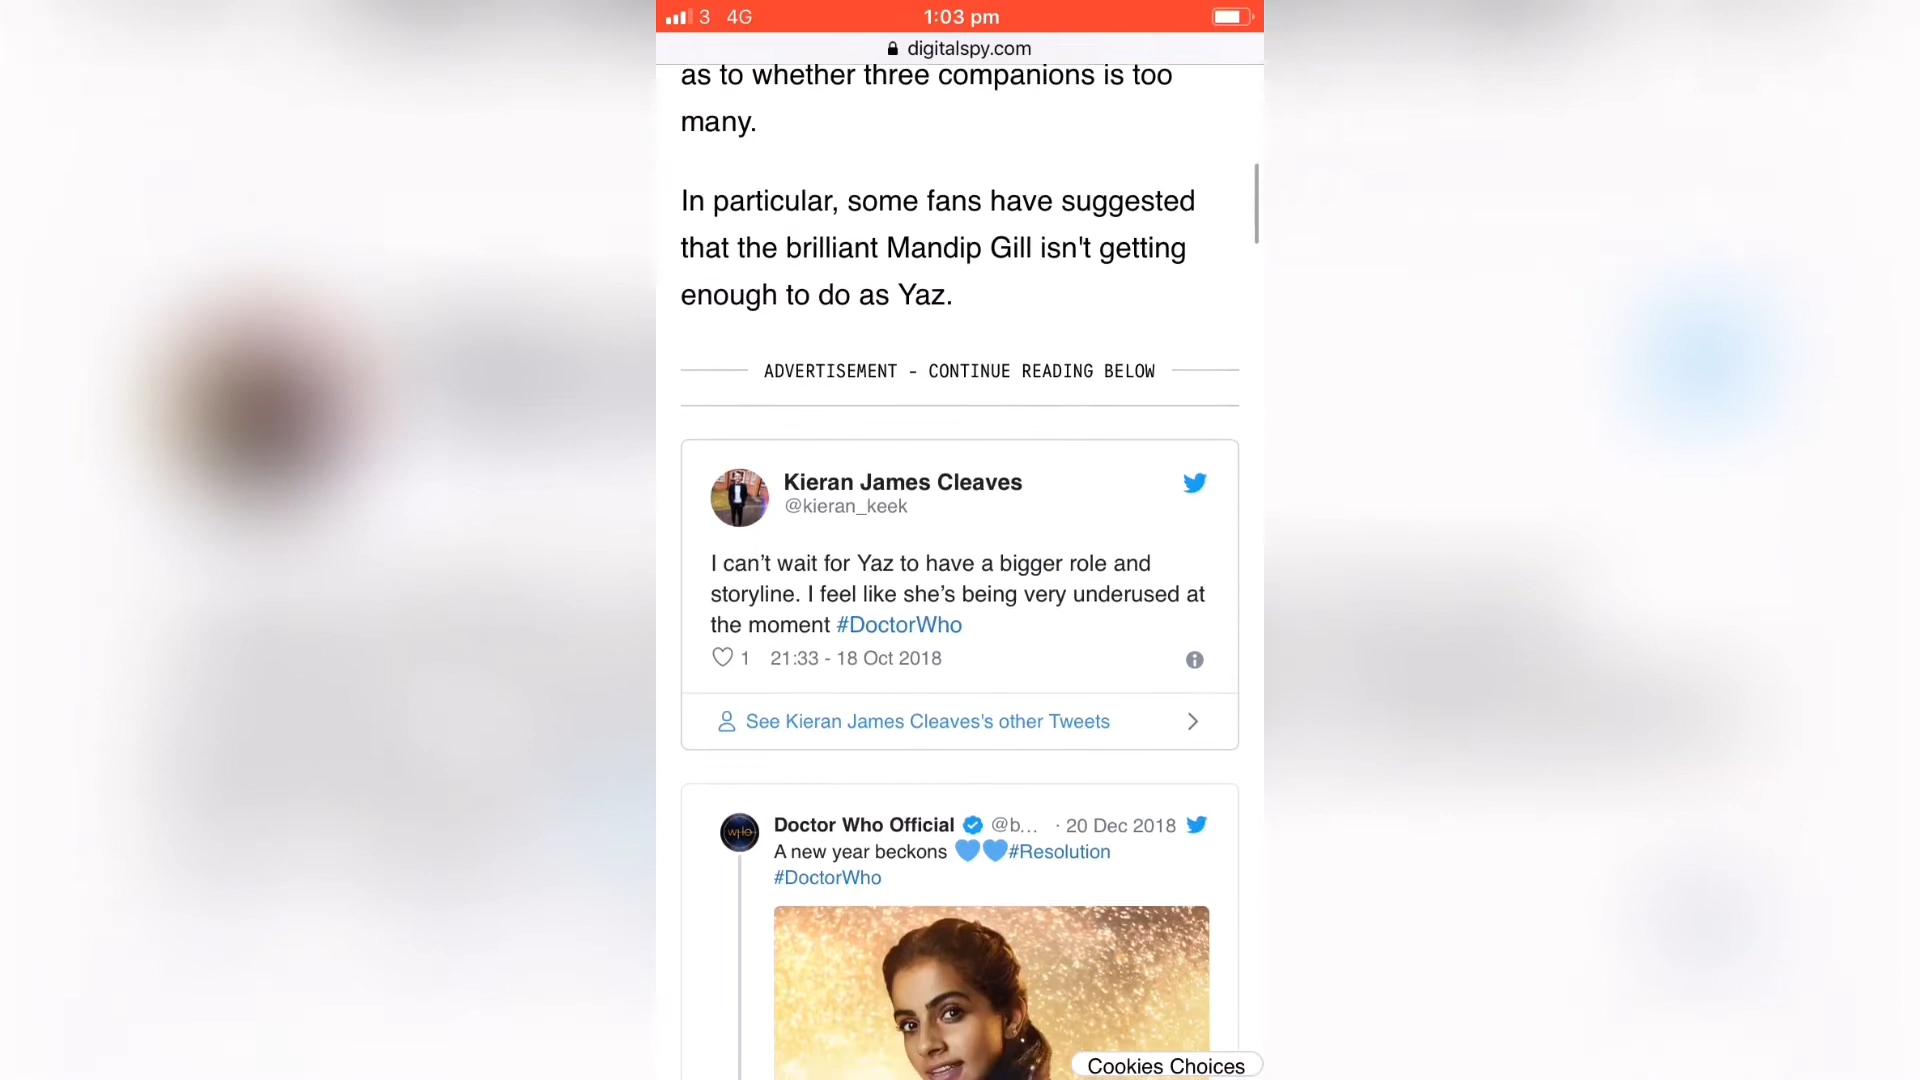 3 4G 1:03 pm
digitalspy.com
as to whether three companions is too
many.
In particular, some fans have suggested
that the brilliant Mandip Gill isn't getting
enough to do as Yaz.
ADVERTISEMENT - CONTINUE READING BELOW
Kieran James Cleaves
@kieran_keek
I can’t wait for Yaz to have a bigger role and
storyline. I feel like she’s being very underused at
the moment #DoctorWho
1 21:33 - 18 Oct 2018
See Kieran James Cleaves's other Tweets
WHO
Doctor Who Official @b... · 20 Dec 2018
A new year beckons 💙💙#Resolution
#DoctorWho
Cookies Choices